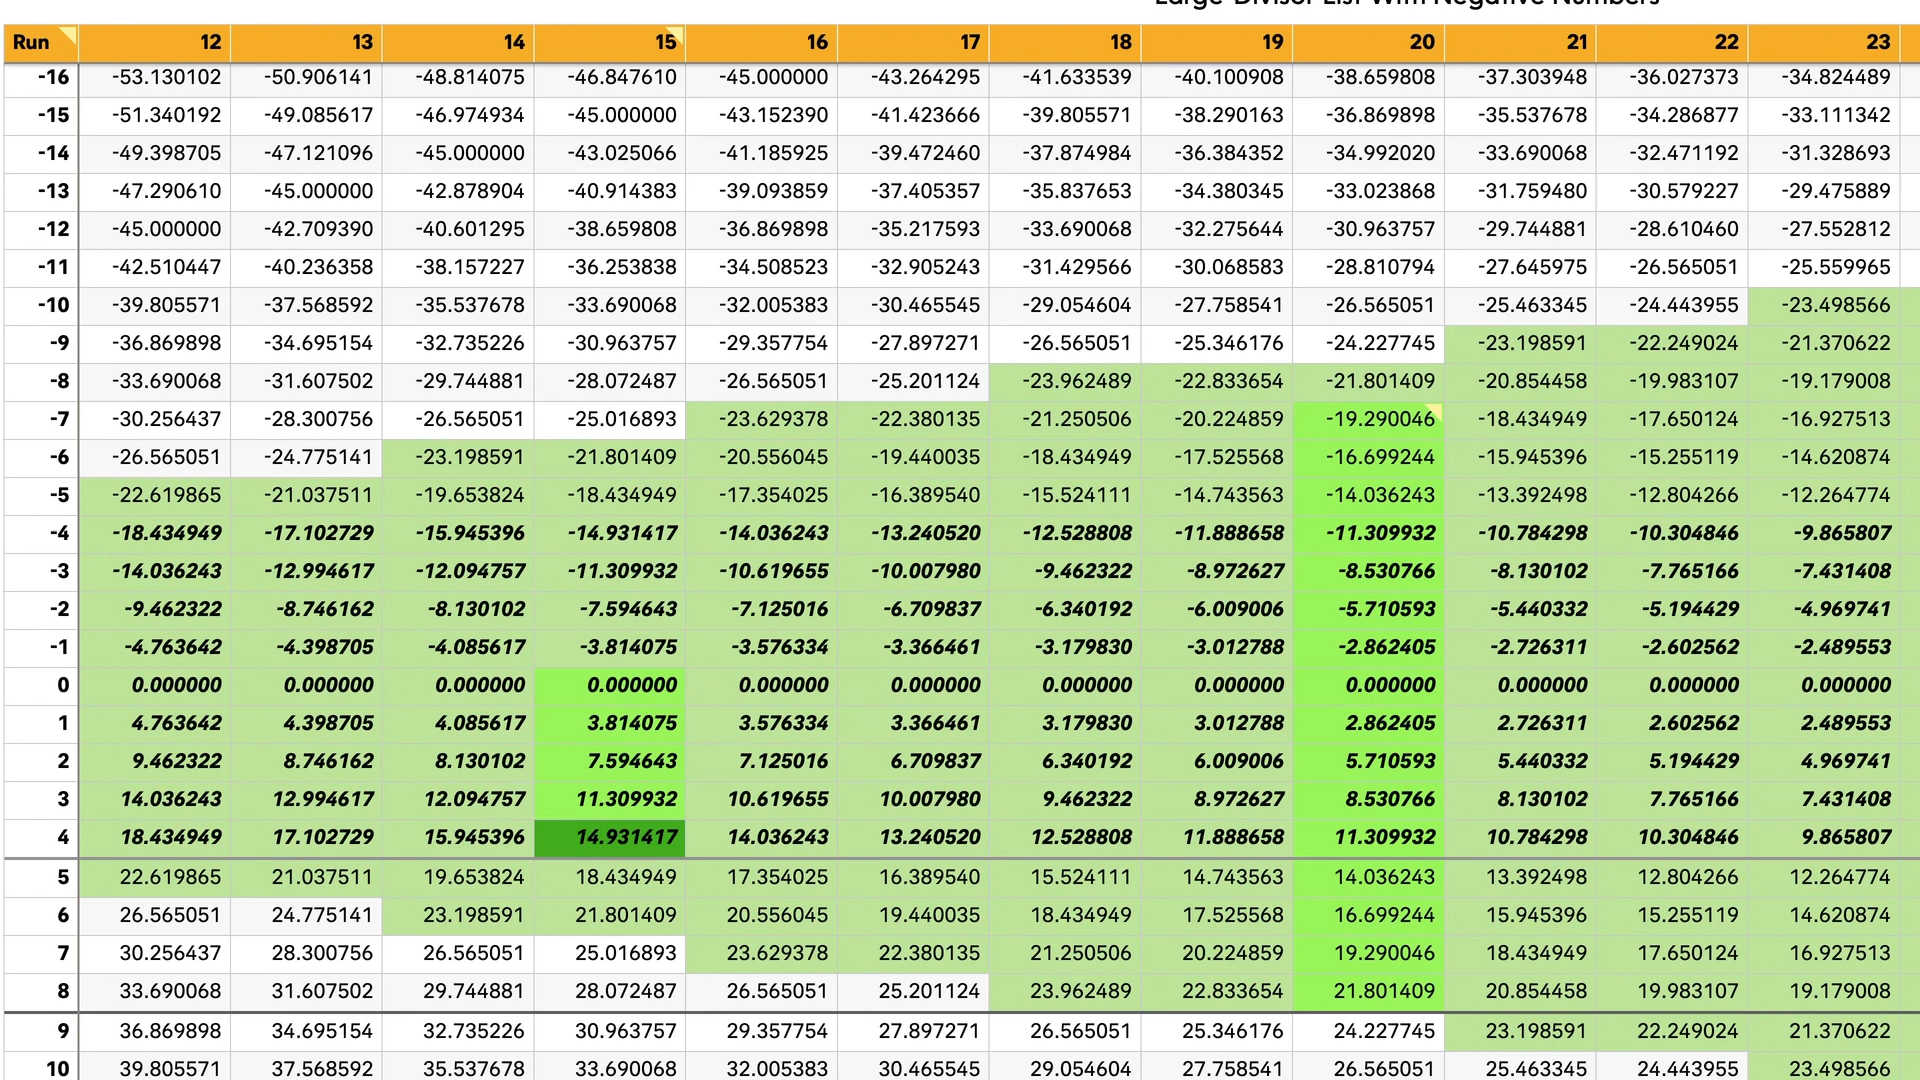 Large Divisor List With Negative Numbers
Run 12 13 14 15 16 17 18 19 20 21 22 23
-16 -53.130102 -50.906141 -48.814075 -46.847610 -45.000000 -43.264295 -41.633539 -40.100908 -38.659808 -37.303948 -36.027373 -34.824489
-15 -51.340192 -49.085617 -46.974934 -45.000000 -43.152390 -41.423666 -39.805571 -38.290163 -36.869898 -35.537678 -34.286877 -33.111342
-14 -49.398705 -47.121096 -45.000000 -43.025066 -41.185925 -39.472460 -37.874984 -36.384352 -34.992020 -33.690068 -32.471192 -31.328693
-13 -47.290610 -45.000000 -42.878904 -40.914383 -39.093859 -37.405357 -35.837653 -34.380345 -33.023868 -31.759480 -30.579227 -29.475889
-12 -45.000000 -42.709390 -40.601295 -38.659808 -36.869898 -35.217593 -33.690068 -32.275644 -30.963757 -29.744881 -28.610460 -27.552812
-11 -42.510447 -40.236358 -38.157227 -36.253838 -34.508523 -32.905243 -31.429566 -30.068583 -28.810794 -27.645975 -26.565051 -25.559965
-10 -39.805571 -37.568592 -35.537678 -33.690068 -32.005383 -30.465545 -29.054604 -27.758541 -26.565051 -25.463345 -24.443955 -23.498566
-9 -36.869898 -34.695154 -32.735226 -30.963757 -29.357754 -27.897271 -26.565051 -25.346176 -24.227745 -23.198591 -22.249024 -21.370622
-8 -33.690068 -31.607502 -29.744881 -28.072487 -26.565051 -25.201124 -23.962489 -22.833654 -21.801409 -20.854458 -19.983107 -19.179008
-7 -30.256437 -28.300756 -26.565051 -25.016893 -23.629378 -22.380135 -21.250506 -20.224859 -19.290046 -18.434949 -17.650124 -16.927513
-6 -26.565051 -24.775141 -23.198591 -21.801409 -20.556045 -19.440035 -18.434949 -17.525568 -16.699244 -15.945396 -15.255119 -14.620874
-5 -22.619865 -21.037511 -19.653824 -18.434949 -17.354025 -16.389540 -15.524111 -14.743563 -14.036243 -13.392498 -12.804266 -12.264774
-4 -18.434949 -17.102729 -15.945396 -14.931417 -14.036243 -13.240520 -12.528808 -11.888658 -11.309932 -10.784298 -10.304846 -9.865807
-3 -14.036243 -12.994617 -12.094757 -11.309932 -10.619655 -10.007980 -9.462322 -8.972627 -8.530766 -8.130102 -7.765166 -7.431408
-2 -9.462322 -8.746162 -8.130102 -7.594643 -7.125016 -6.709837 -6.340192 -6.009006 -5.710593 -5.440332 -5.194429 -4.969741
-1 -4.763642 -4.398705 -4.085617 -3.814075 -3.576334 -3.366461 -3.179830 -3.012788 -2.862405 -2.726311 -2.602562 -2.489553
0 0.000000 0.000000 0.000000 0.000000 0.000000 0.000000 0.000000 0.000000 0.000000 0.000000 0.000000 0.000000
1 4.763642 4.398705 4.085617 3.814075 3.576334 3.366461 3.179830 3.012788 2.862405 2.726311 2.602562 2.489553
2 9.462322 8.746162 8.130102 7.594643 7.125016 6.709837 6.340192 6.009006 5.710593 5.440332 5.194429 4.969741
3 14.036243 12.994617 12.094757 11.309932 10.619655 10.007980 9.462322 8.972627 8.530766 8.130102 7.765166 7.431408
4 18.434949 17.102729 15.945396 14.931417 14.036243 13.240520 12.528808 11.888658 11.309932 10.784298 10.304846 9.865807
5 22.619865 21.037511 19.653824 18.434949 17.354025 16.389540 15.524111 14.743563 14.036243 13.392498 12.804266 12.264774
6 26.565051 24.775141 23.198591 21.801409 20.556045 19.440035 18.434949 17.525568 16.699244 15.945396 15.255119 14.620874
7 30.256437 28.300756 26.565051 25.016893 23.629378 22.380135 21.250506 20.224859 19.290046 18.434949 17.650124 16.927513
8 33.690068 31.607502 29.744881 28.072487 26.565051 25.201124 23.962489 22.833654 21.801409 20.854458 19.983107 19.179008
9 36.869898 34.695154 32.735226 30.963757 29.357754 27.897271 26.565051 25.346176 24.227745 23.198591 22.249024 21.370622
10 39.805571 37.568592 35.537678 33.690068 32.005383 30.465545 29.054604 27.758541 26.565051 25.463345 24.443955 23.498566